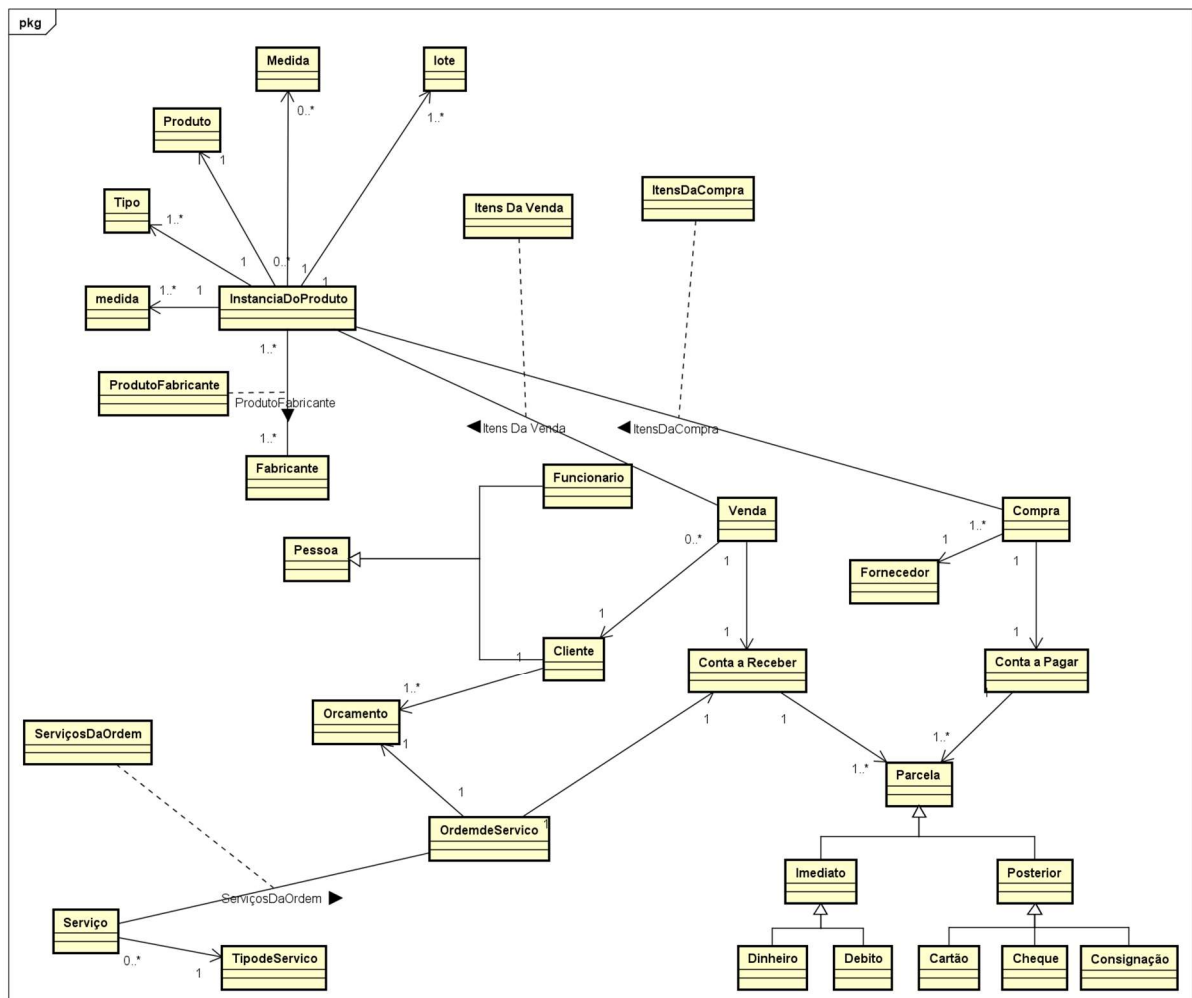 pkg
Medida
lote
0..*
1..*
Produto
1
ItensDaCompra
Tipo
Itens Da Venda
1..*
1
0..*
1
1
medida
1..*
1
InstanciaDoProduto
1..*
ProdutoFabricante
ProdutoFabricante
Itens Da Venda
ItensDaCompra
1..*
Fabricante
Funcionario
Venda
Compra
1..*
0..*
1
Pessoa
1
1
Fornecedor
1
1
1
Cliente
1
Conta a Receber
Conta a Pagar
1..*
1
Orcamento
1
1
1
ServiçosDaOrdem
1..*
1..*
Parcela
1
OrdemdeServico
1
Imediato
Posterior
ServiçosDaOrdem
Serviço
0..*
1
TipodeServico
Dinheiro
Debito
Cartão
Cheque
Consignação